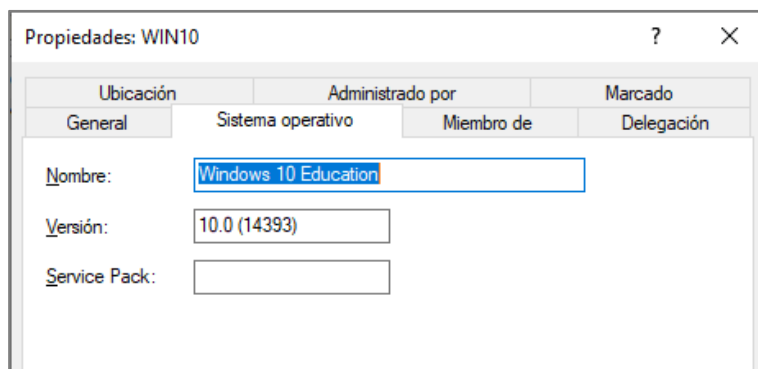 Propiedades: WIN10 ? ✕
Ubicación Administrado por Marcado
General Sistema operativo Miembro de Delegación
Nombre: Windows 10 Education
Versión: 10.0 (14393)
Service Pack: